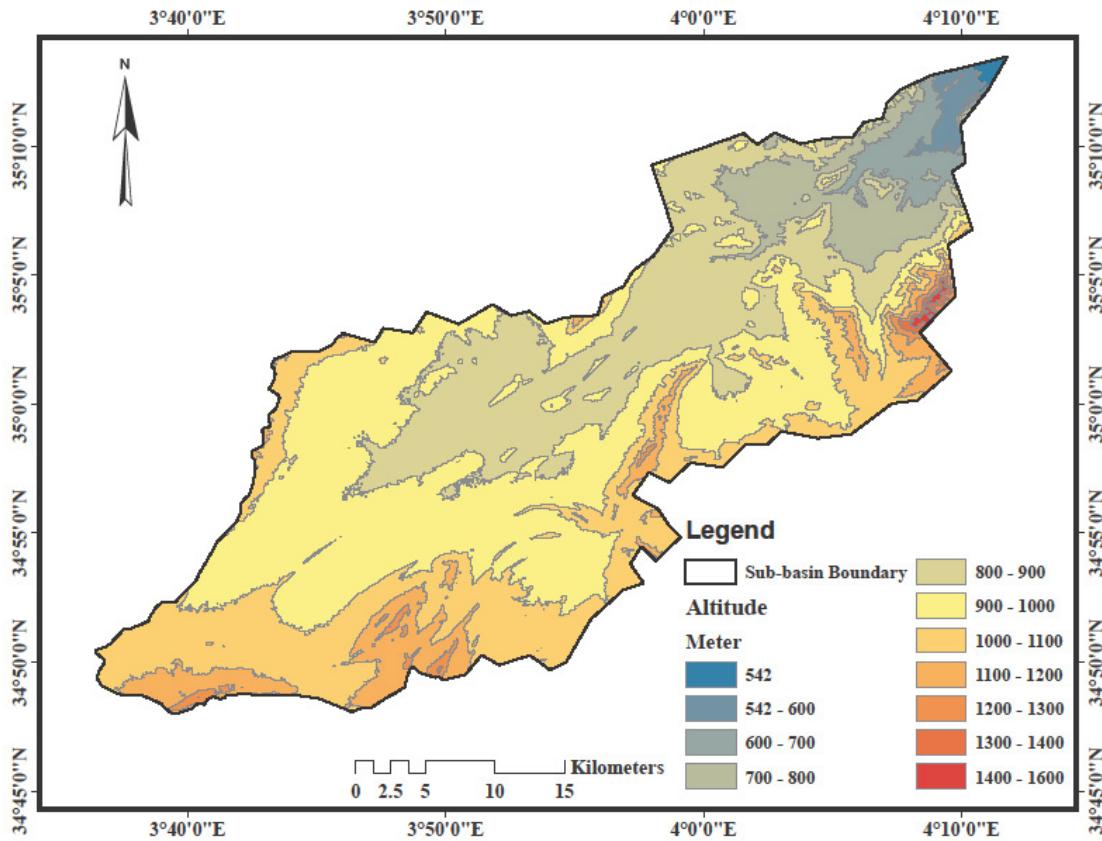 3°40'0"E 3°50'0"E 4°0'0"E 4°10'0"E
N
35°10'0"N 35°10'0"N
35°5'0"N 35°5'0"N
35°0'0"N 35°0'0"N
34°55'0"N 34°55'0"N
34°50'0"N 34°50'0"N
34°45'0"N 34°45'0"N
Legend
Sub-basin Boundary
Altitude
Meter
542
542 - 600
600 - 700
700 - 800
800 - 900
900 - 1000
1000 - 1100
1100 - 1200
1200 - 1300
1300 - 1400
1400 - 1600
Kilometers
0 2.5 5 10 15
3°40'0"E 3°50'0"E 4°0'0"E 4°10'0"E